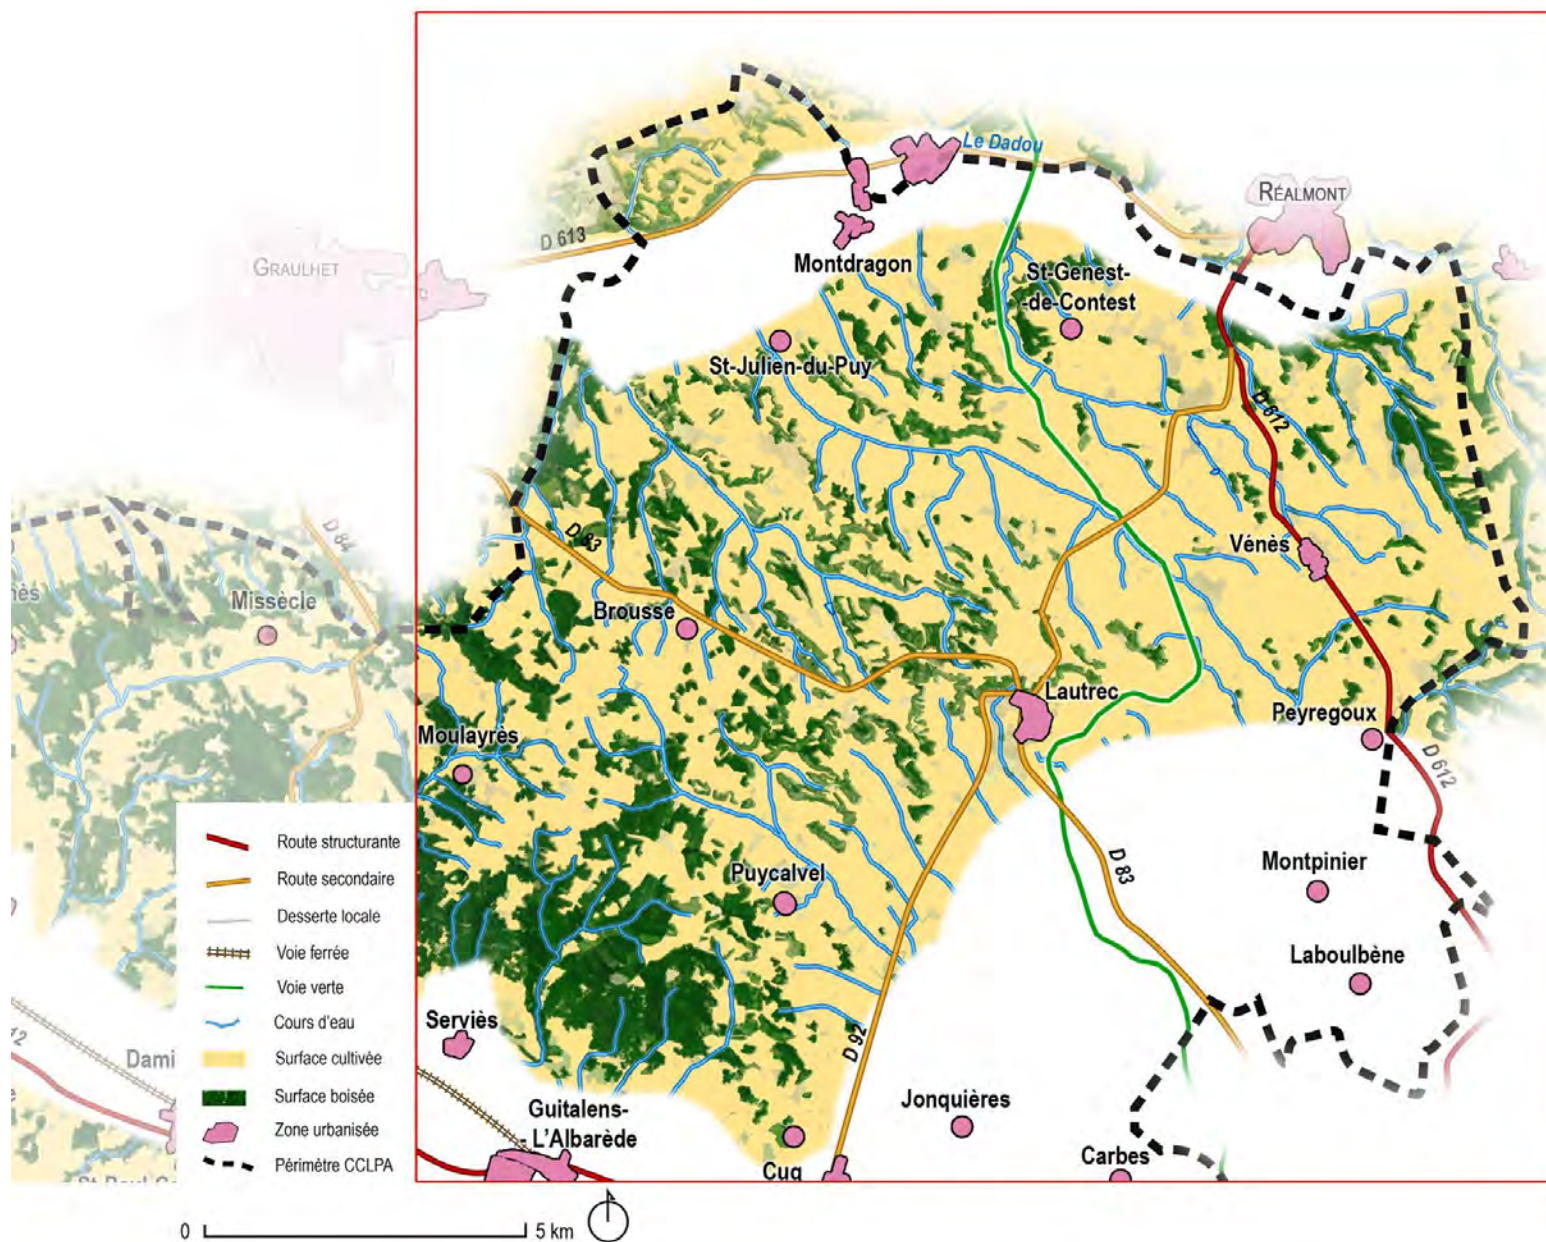 Le Dadou
RÉALMONT
D 613
Montdragon
GRAULHET
St-Genest-
-de-Contest
St-Julien-du-Puy
D 612
D 84
D 83
Vénès
Missècle
Brousse
Lautrec
Peyregoux
Moulayrès
D 612
Route structurante
Route secondaire
Desserte locale
Voie ferrée
Voie verte
Cours d'eau
Surface cultivée
Surface boisée
Zone urbanisée
Périmètre CCLPA
Puycalvel
D 83
Montpinier
Laboulbène
Serviès
D 92
Dami
Guitalens-
- L'Albarède
Jonquières
Cuq
Carbes
0
5 km